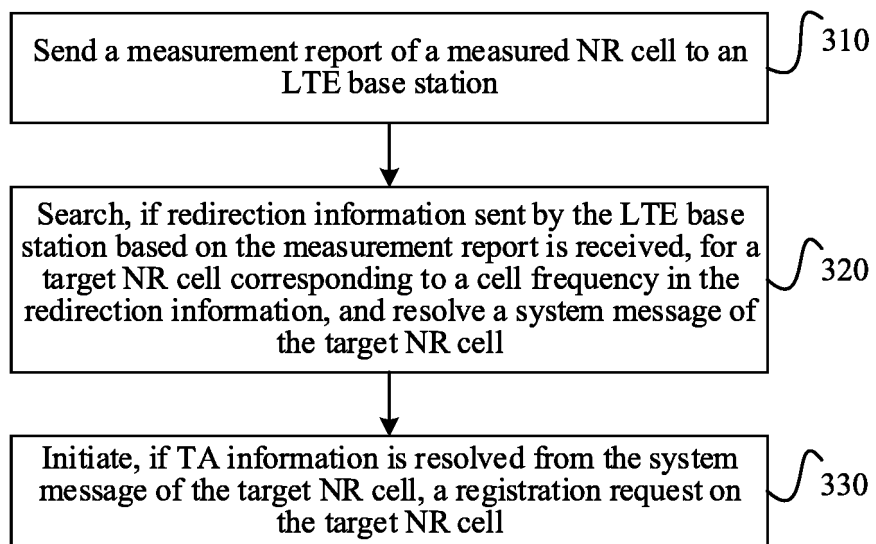 Send a measurement report of a measured NR cell to an
LTE base station
310
Search, if redirection information sent by the LTE base
station based on the measurement report is received, for a
target NR cell corresponding to a cell frequency in the
redirection information, and resolve a system message of
the target NR cell
320
Initiate, if TA information is resolved from the system
message of the target NR cell, a registration request on
the target NR cell
330